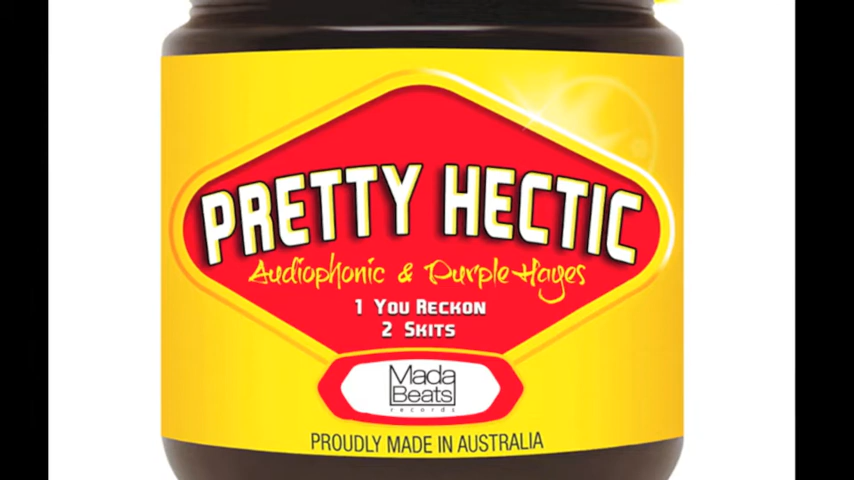 PRETTY HECTIC
Audiophonic & Purple Hayes
1 You Reckon
2 Skits
Mada
Beats
records
PROUDLY MADE IN AUSTRALIA